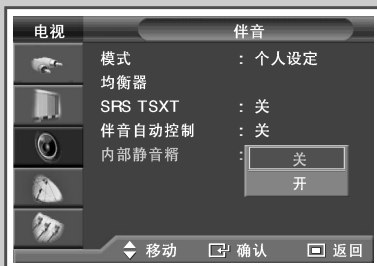 电视 伴音
模式 : 个人设定
均衡器
SRS TSXT : 关
伴音自动控制 : 关
内部静音糈 : 关
开
移动 确认 返回